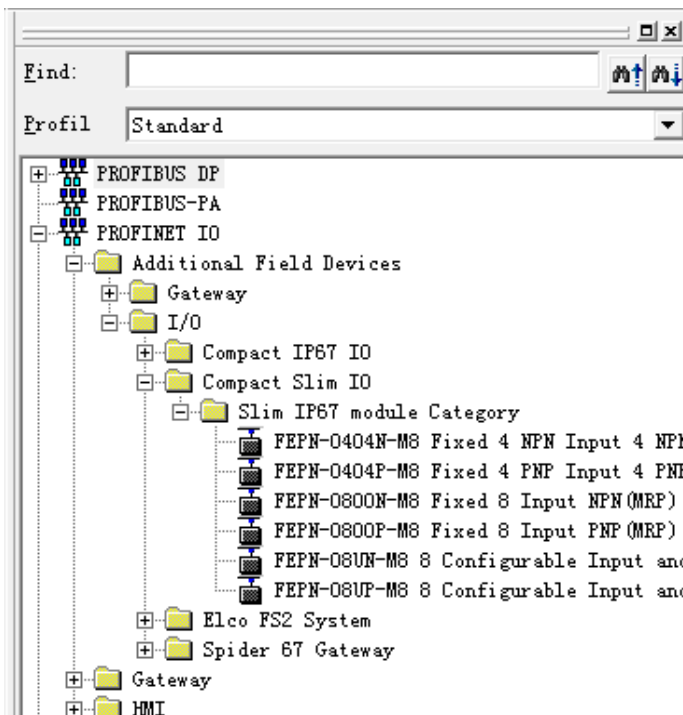 Find:
Profil Standard
PROFIBUS DP
PROFIBUS-PA
PROFINET IO
Additional Field Devices
Gateway
I/O
Compact IP67 IO
Compact Slim IO
Slim IP67 module Category
FEPN-0404N-M8 Fixed 4 NPN Input 4 NPN
FEPN-0404P-M8 Fixed 4 PNP Input 4 PNP
FEPN-0800N-M8 Fixed 8 Input NPN(MRP)
FEPN-0800P-M8 Fixed 8 Input PNP(MRP)
FEPN-08UN-M8 8 Configurable Input and
FEPN-08UP-M8 8 Configurable Input and
Elco FS2 System
Spider 67 Gateway
Gateway
HMI